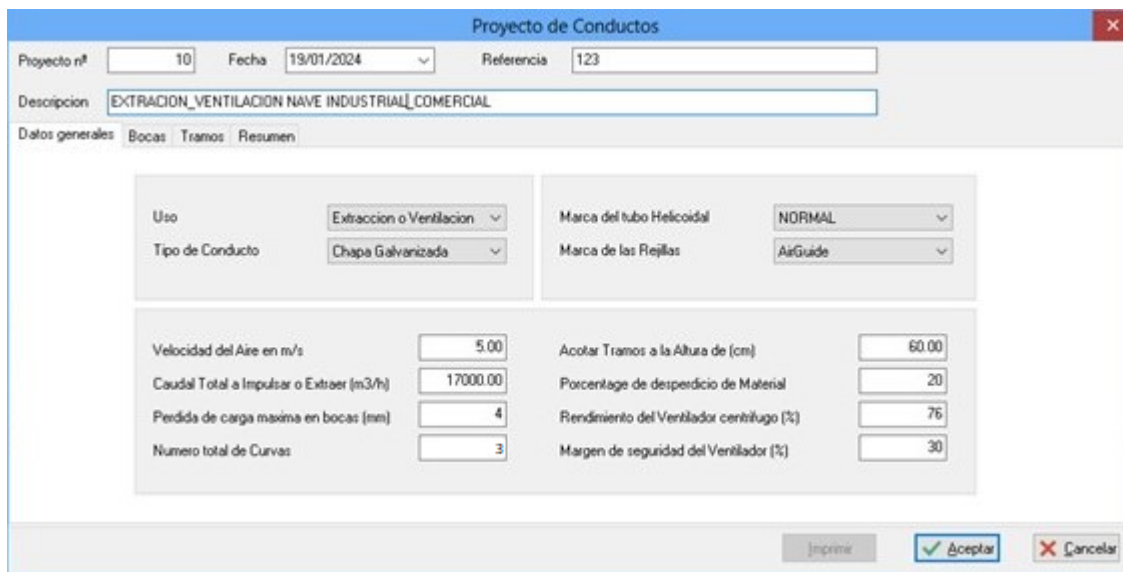 Proyecto de Conductos
Proyecto nº 10 Fecha 19/01/2024 Referencia 123
Descripcion EXTRACION_VENTILACION NAVE INDUSTRIAL_COMERCIAL
Datos generales Bocas Tramos Resumen
Uso Extraccion o Ventilacion Marca del tubo Helicoidal NORMAL
Tipo de Conducto Chapa Galvanizada Marca de las Rejillas AirGuide
Velocidad del Aire en m/s 5.00 Acotar Tramos a la Altura de (cm) 60.00
Caudal Total a Impulsar o Extraer (m3/h) 17000.00 Porcentage de desperdicio de Material 20
Perdida de carga maxima en bocas (mm) 4 Rendimiento del Ventilador centrifugo (%) 76
Numero total de Curvas 3 Margen de seguridad del Ventilador (%) 30
Imprimir Aceptar Cancelar